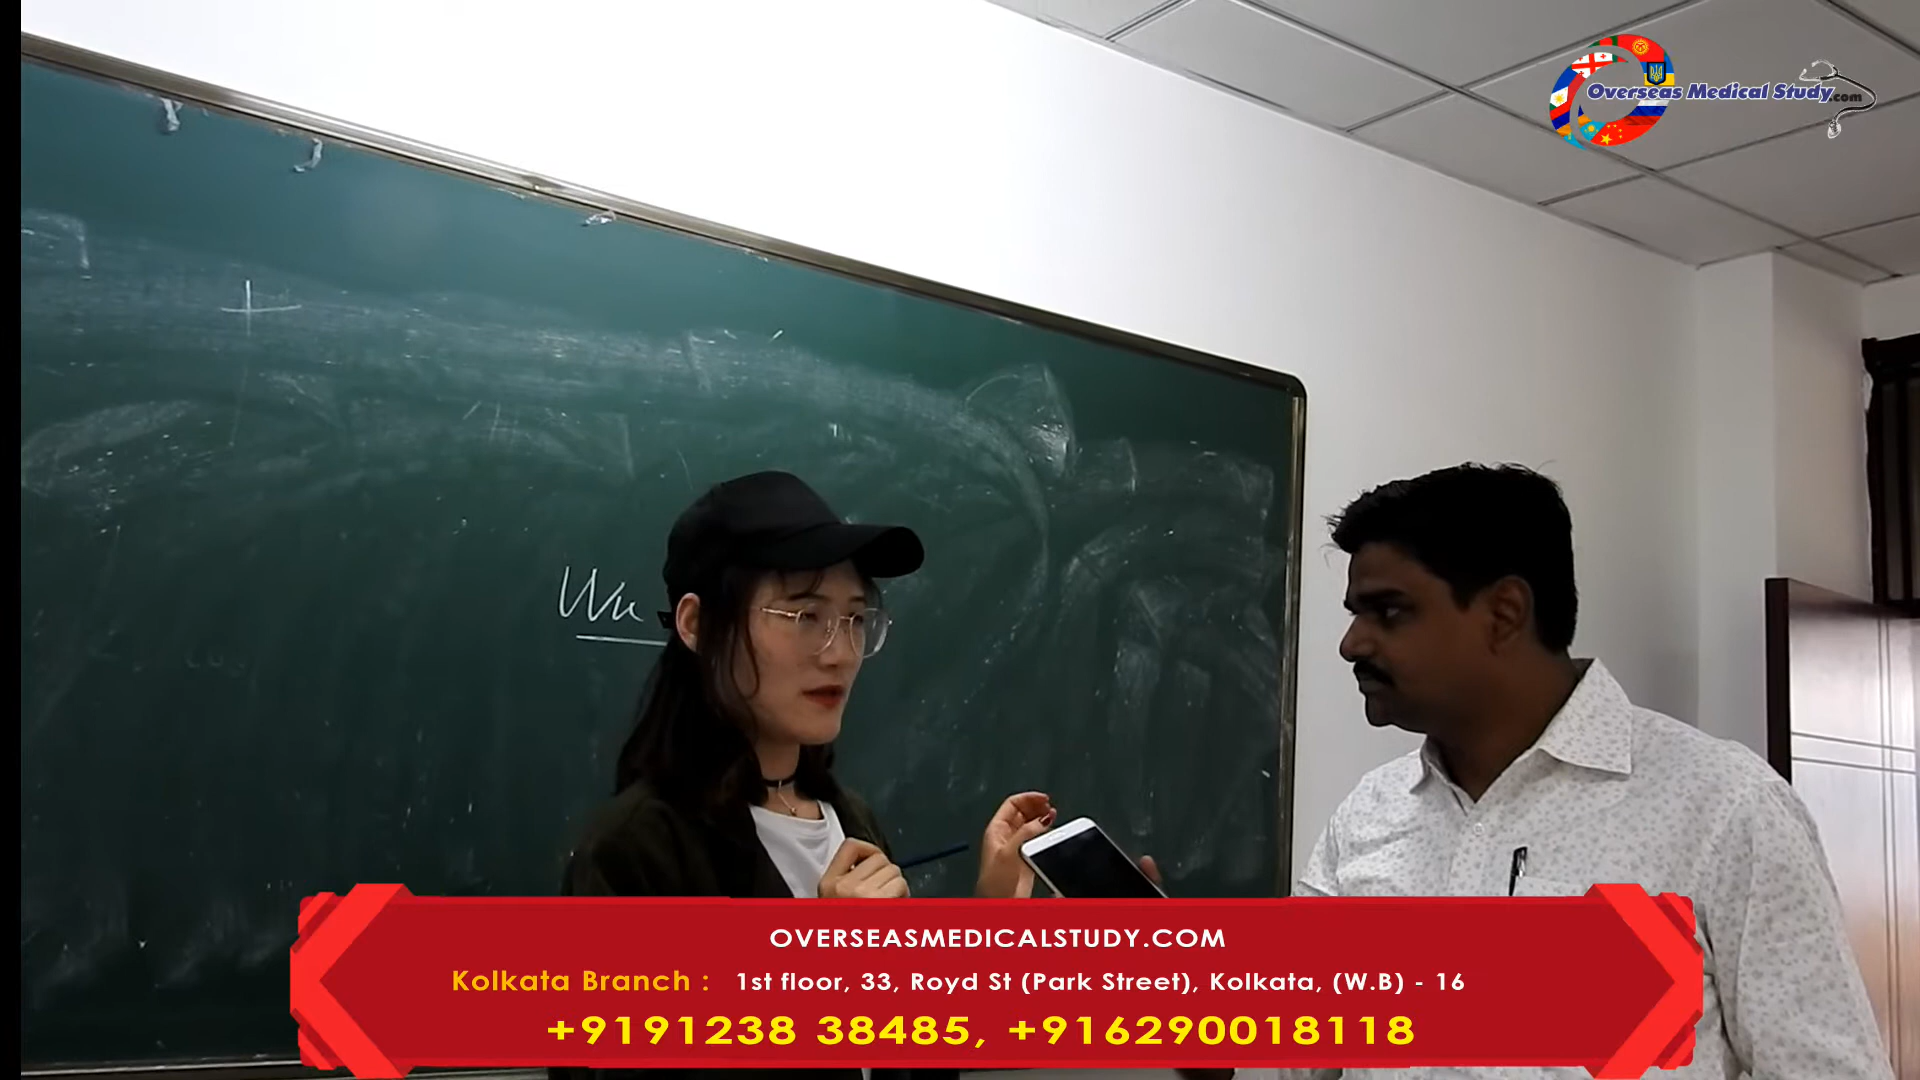 Overseas Medical Study.com
Wu
OVERSEASMEDICALSTUDY.COM
Kolkata Branch : 1st floor, 33, Royd St (Park Street), Kolkata, (W.B) - 16
+9191238 38485, +916290018118